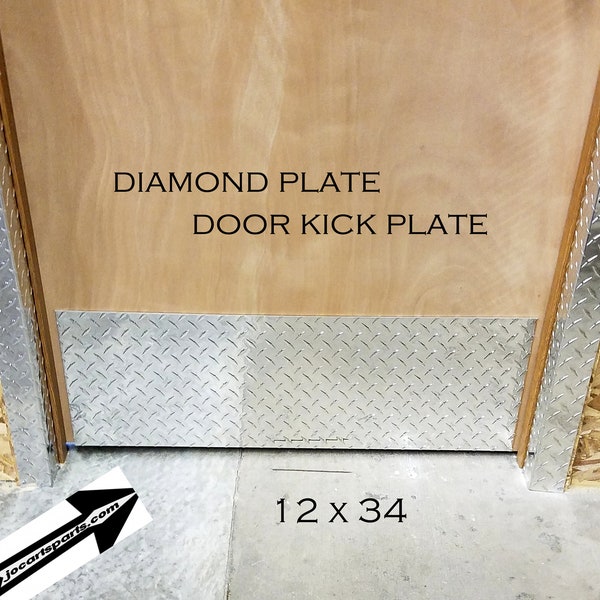 DIAMOND PLATE
DOOR KICK PLATE
12 x 34
jocartsparts.com